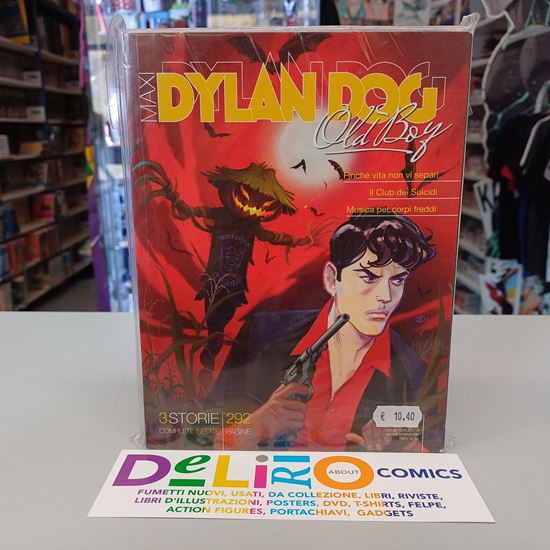 MAXI
DYLAN DOG
Old Boy
Finché vita non vi separi
Il Club dei Suicidi
Musica per corpi freddi
3 STORIE 292
COMPLETE INEDITE PAGINE
€ 10,40
DeLiRiO ABOUT COMICS
FUMETTI NUOVI, USATI, DA COLLEZIONE, LIBRI, RIVISTE,
LIBRI D'ILLUSTRAZIONI, POSTERS, DVD, T-SHIRTS, FELPE,
ACTION FIGURES, PORTACHIAVI, GADGETS